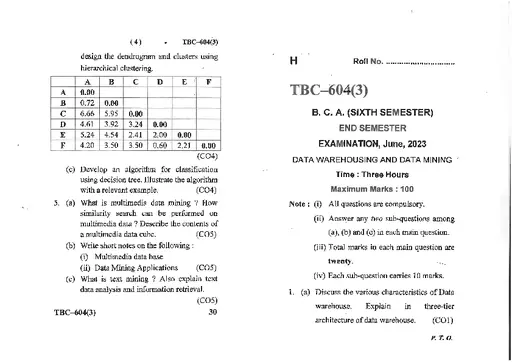 ( 4 ) TBC–604(3)
design the dendrogram and clusters using
hierarchical clustering.
A B C D E F
A 0.00
B 0.72 0.00
C 6.66 5.95 0.00
D 4.61 3.92 3.24 0.00
E 5.24 4.54 2.41 2.00 0.00
F 4.20 3.50 3.50 0.60 2.21 0.00
(CO4)
(c) Develop an algorithm for classification
using decision tree. Illustrate the algorithm
with a relevant example. (CO4)
5. (a) What is multimedia data mining ? How
similarity search can be performed on
multimedia data ? Describe the contents of
a multimedia data cube. (CO5)
(b) Write short notes on the following :
(i) Multimedia data base
(ii) Data Mining Applications (CO5)
(c) What is text mining ? Also explain text
data analysis and information retrieval.
(CO5)
TBC–604(3) 30
H Roll No. ..............................
TBC–604(3)
B. C. A. (SIXTH SEMESTER)
END SEMESTER
EXAMINATION, June, 2023
DATA WAREHOUSING AND DATA MINING
Time : Three Hours
Maximum Marks : 100
Note : (i) All questions are compulsory.
(ii) Answer any two sub-questions among
(a), (b) and (c) in each main question.
(iii) Total marks in each main question are
twenty.
(iv) Each sub-question carries 10 marks.
1. (a) Discuss the various characteristics of Data
warehouse. Explain in three-tier
architecture of data warehouse. (CO1)
P. T. O.